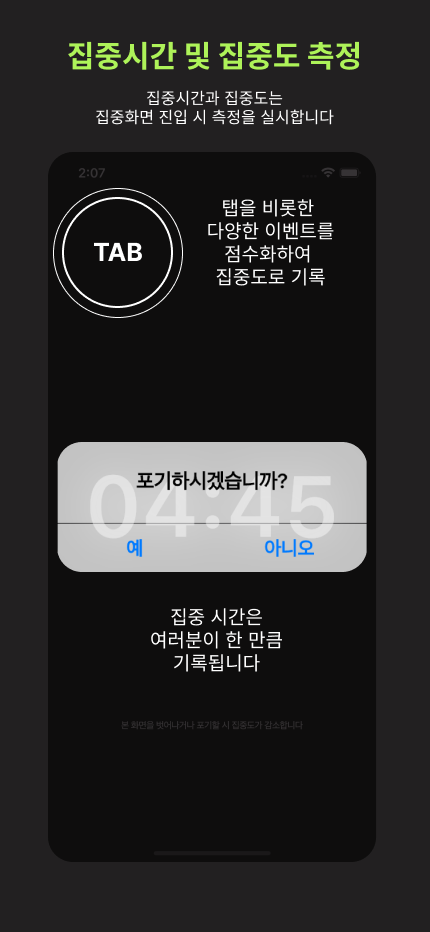 집중시간 및 집중도 측정
집중시간과 집중도는
집중화면 진입 시 측정을 실시합니다
2:07
TAB
탭을 비롯한
다양한 이벤트를
점수화하여
집중도로 기록
포기하시겠습니까?
04:45
예
아니오
집중 시간은
여러분이 한 만큼
기록됩니다
본 화면을 벗어나거나 포기할 시 집중도가 감소합니다